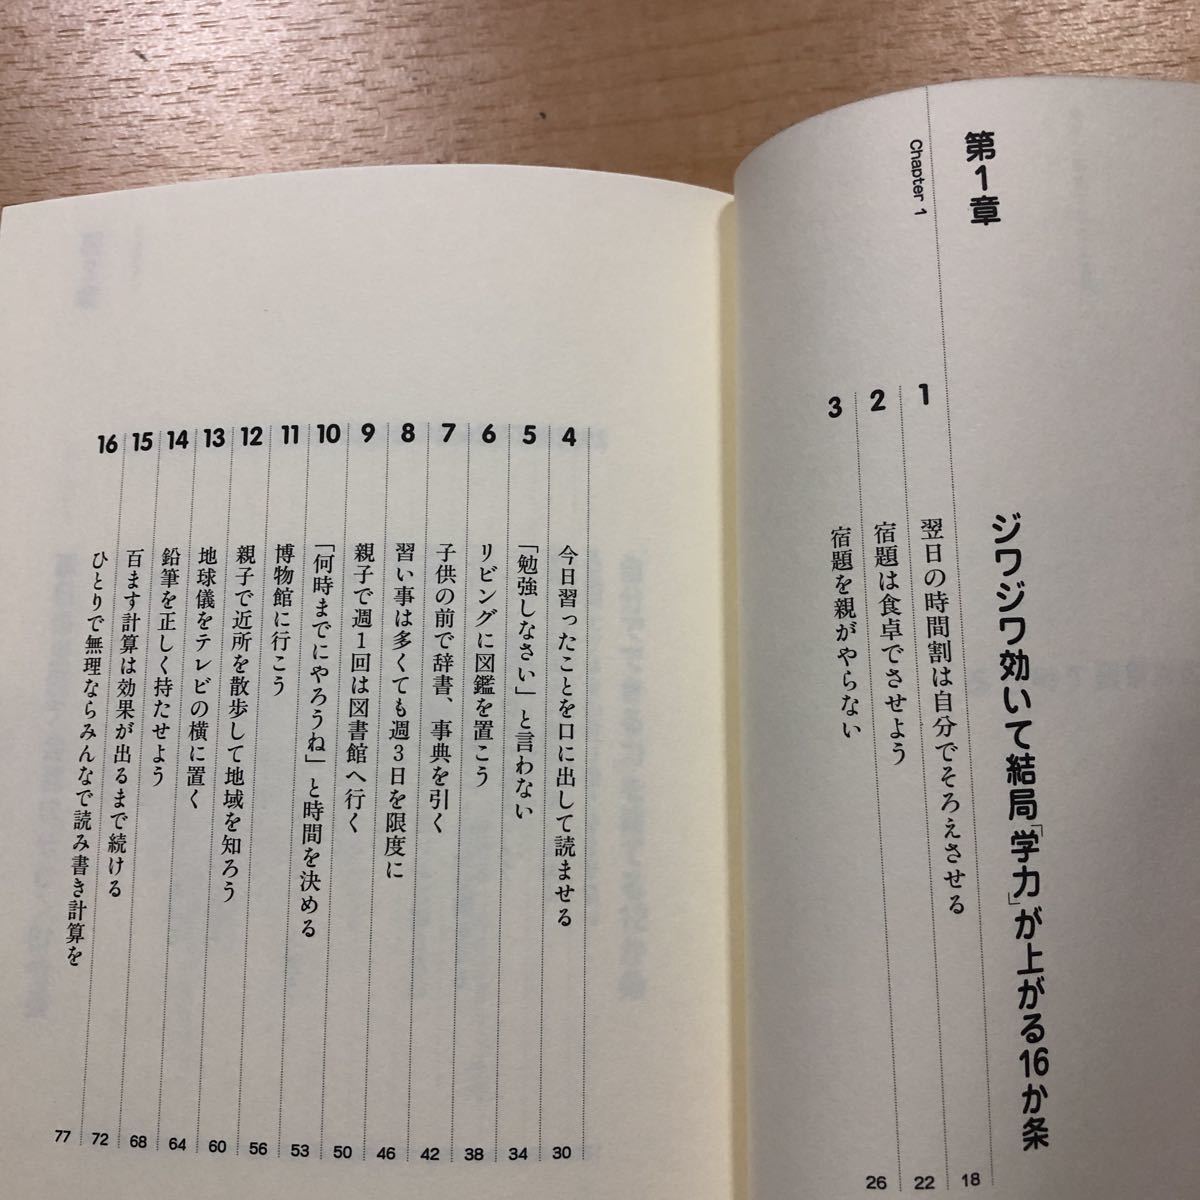 第1章
Chapter 1
ジワジワ効いて結局「学力」が上がる16か条
1 翌日の時間割は自分でそろえさせる 18
2 宿題は食卓でさせよう 22
3 宿題を親がやらない 26
4 今日習ったことを口に出して読ませる 30
5 「勉強しなさい」と言わない 34
6 リビングに図鑑を置こう 38
7 子供の前で辞書、事典を引く 42
8 習い事は多くても週3日を限度に 46
9 親子で週1回は図書館へ行く 50
10 「何時までにやろうね」と時間を決める 53
11 博物館に行こう 56
12 親子で近所を散歩して地域を知ろう 60
13 地球儀をテレビの横に置く 64
14 鉛筆を正しく持たせよう 68
15 百ます計算は効果が出るまで続ける 72
16 ひとりで無理ならみんなで読み書き計算を 77